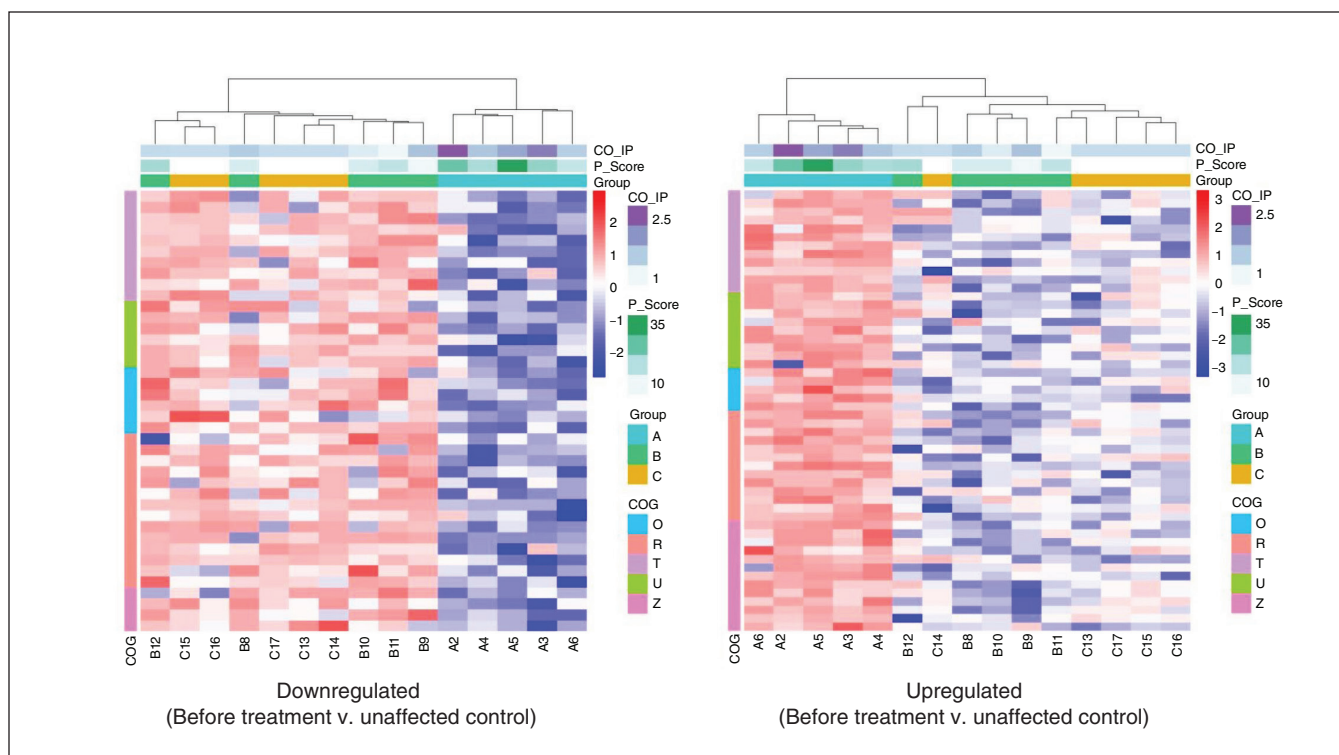 CO_IP
P_Score
Group
CO_IP
2.5
1
P_Score
35
10
Group
A
B
C
COG
O
R
T
U
Z
2
1
0
−1
−2
COG
B12
C15
C16
B8
C17
C13
C14
B10
B11
B9
A2
A4
A5
A3
A6
Downregulated
(Before treatment v. unaffected control)
CO_IP
P_Score
Group
CO_IP
2.5
1
P_Score
35
10
Group
A
B
C
COG
O
R
T
U
Z
3
2
1
0
−1
−2
−3
COG
A6
A2
A5
A3
A4
B12
C14
B8
B10
B9
B11
C13
C17
C15
C16
Upregulated
(Before treatment v. unaffected control)